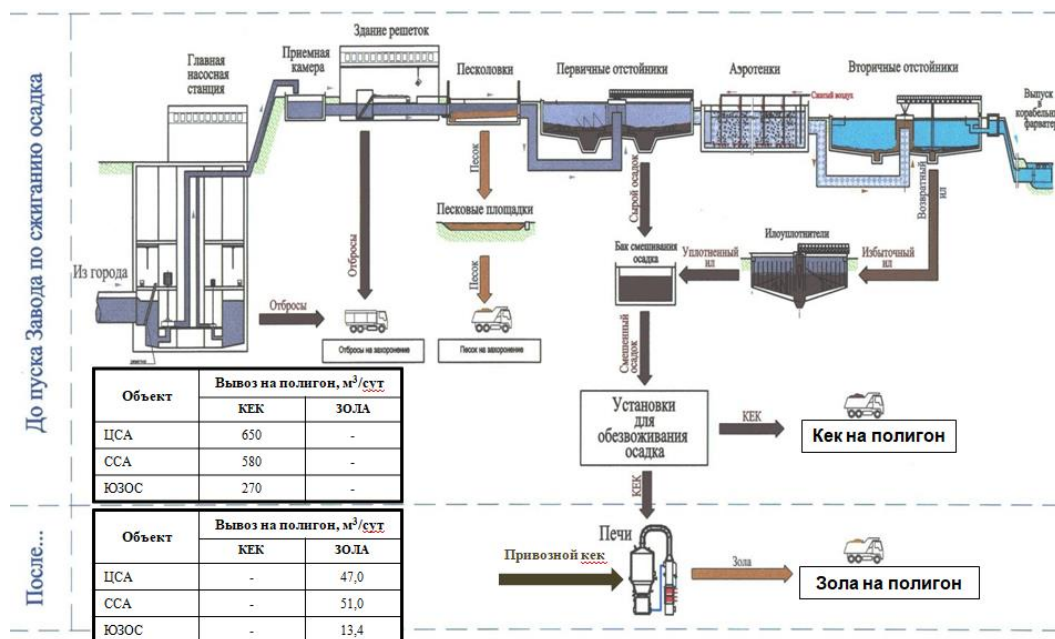 До пуска Завода по сжиганию осадка
Здание решеток
Главная
насосная
станция
Приемная
камера
Песколовки
Первичные отстойники
Аэротенки
Сжатый воздух
Вторичные отстойники
Выпуск
в
корабельный
фарватер
Из города
Отбросы
Отбросы
Отбросы на захоронение
Песок
Песковые площадки
Песок
Песок на захоронение
Сырой осадок
Бак смешивания
осадка
Уплотненный
ил
Илоуплотнители
Избыточный
ил
Возвратный
ил
Смешенный
осадок
Установки
для
обезвоживания
осадка
КЕК
Кек на полигон
КЕК
Объект Вывоз на полигон, м³/сут
КЕК ЗОЛА
ЦСА 650 -
ССА 580 -
ЮЗОС 270 -
После...
Объект Вывоз на полигон, м³/сут
КЕК ЗОЛА
ЦСА - 47,0
ССА - 51,0
ЮЗОС - 13,4
Привозной кек
Печи
Зола
Зола на полигон